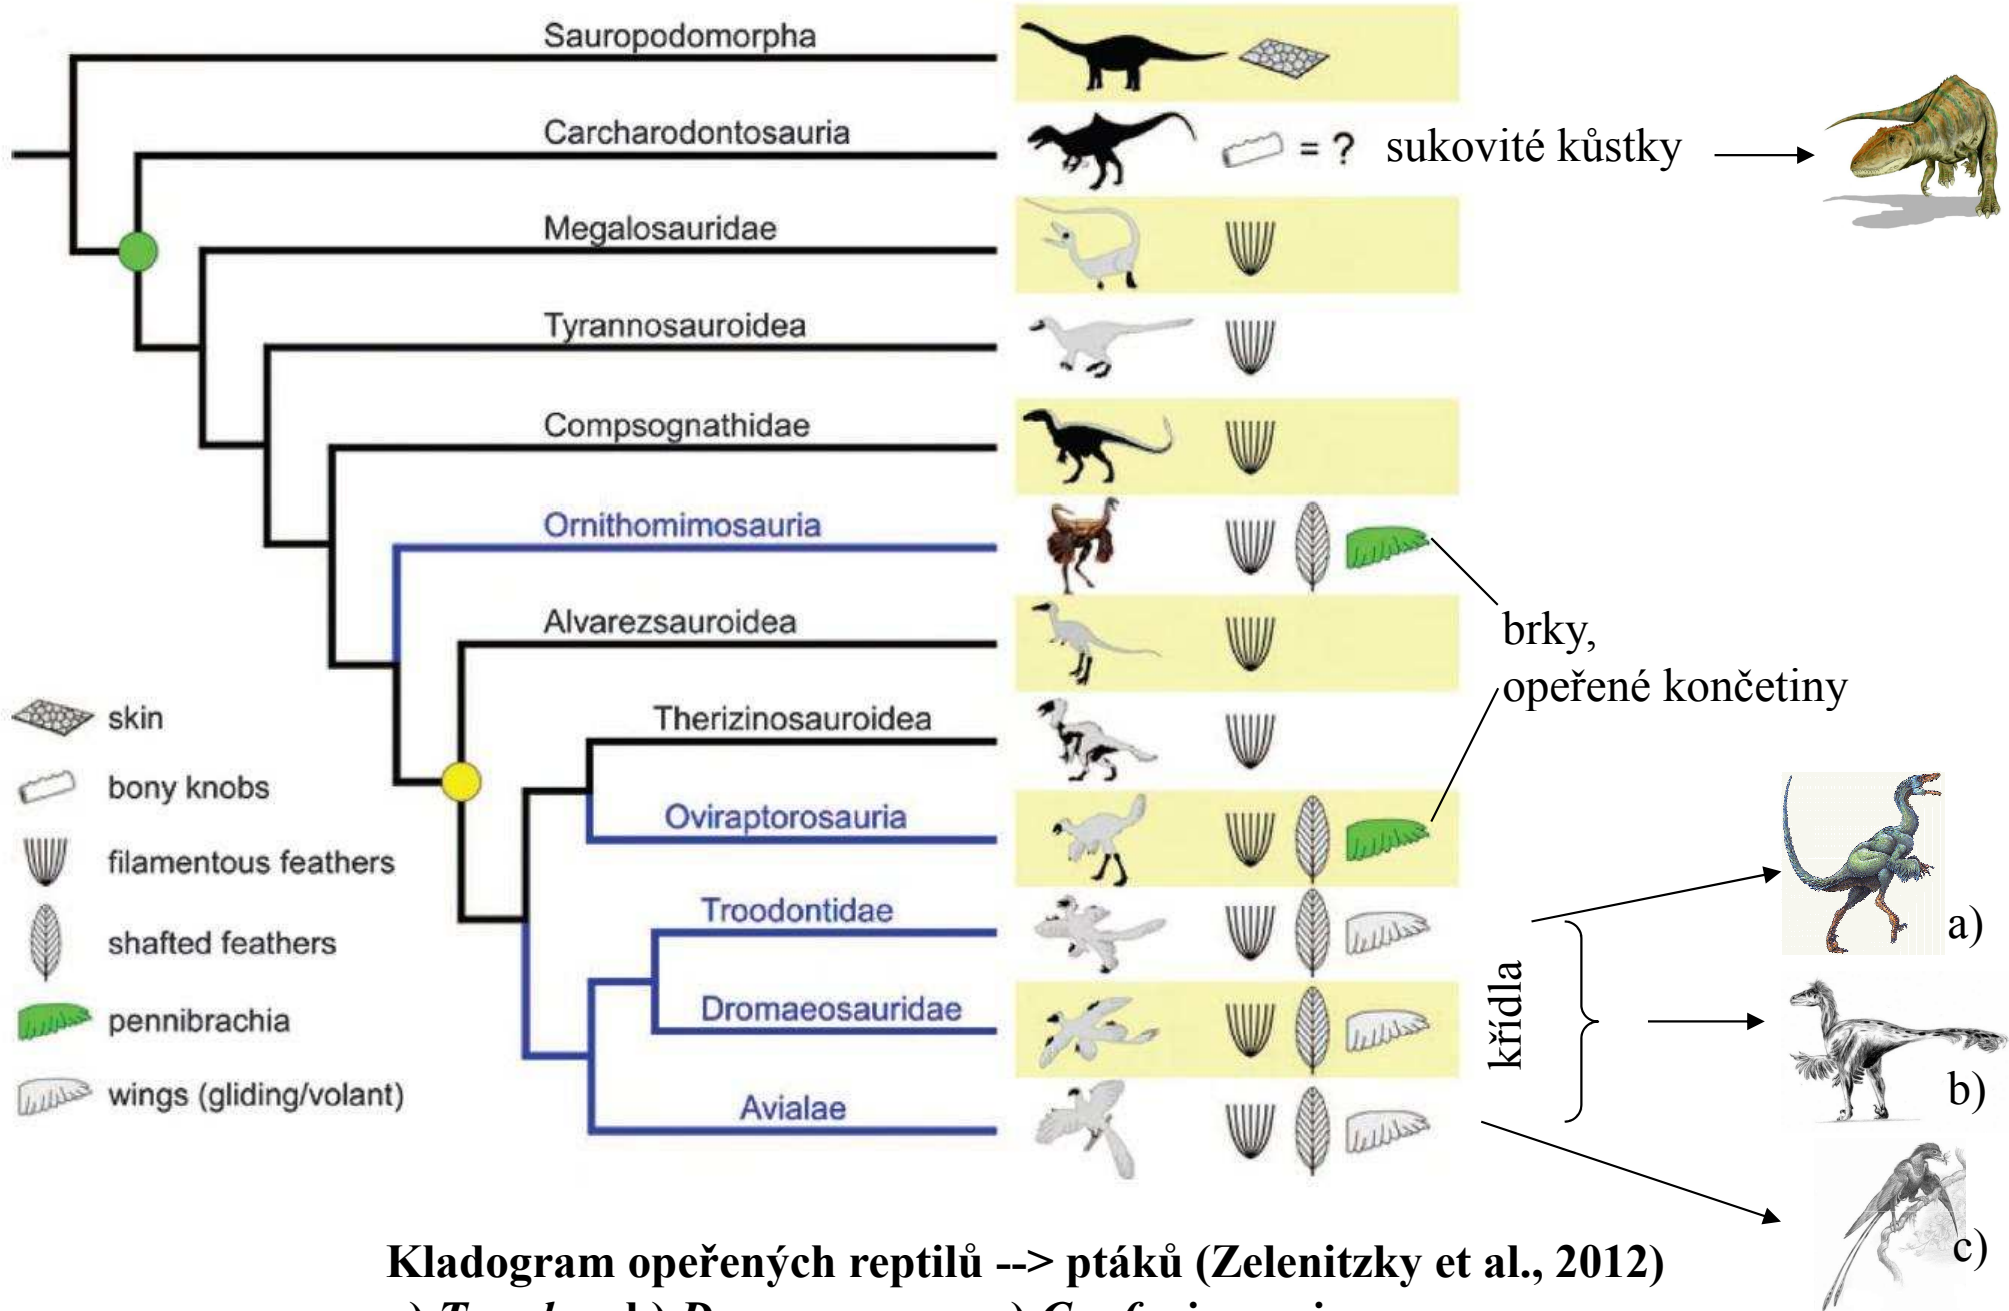 Sauropodomorpha
Carcharodontosauria
= ? sukovité kůstky
Megalosauridae
Tyrannosauroidea
Compsognathidae
Ornithomimosauria
brky,
opeřené končetiny
Alvarezsauroidea
Therizinosauroidea
Oviraptorosauria
Troodontidae
Dromaeosauridae
Avialae
skin
bony knobs
filamentous feathers
shafted feathers
pennibrachia
wings (gliding/volant)
křídla
a)
b)
c)
Kladogram opeřených reptilů --> ptáků (Zelenitzky et al., 2012)